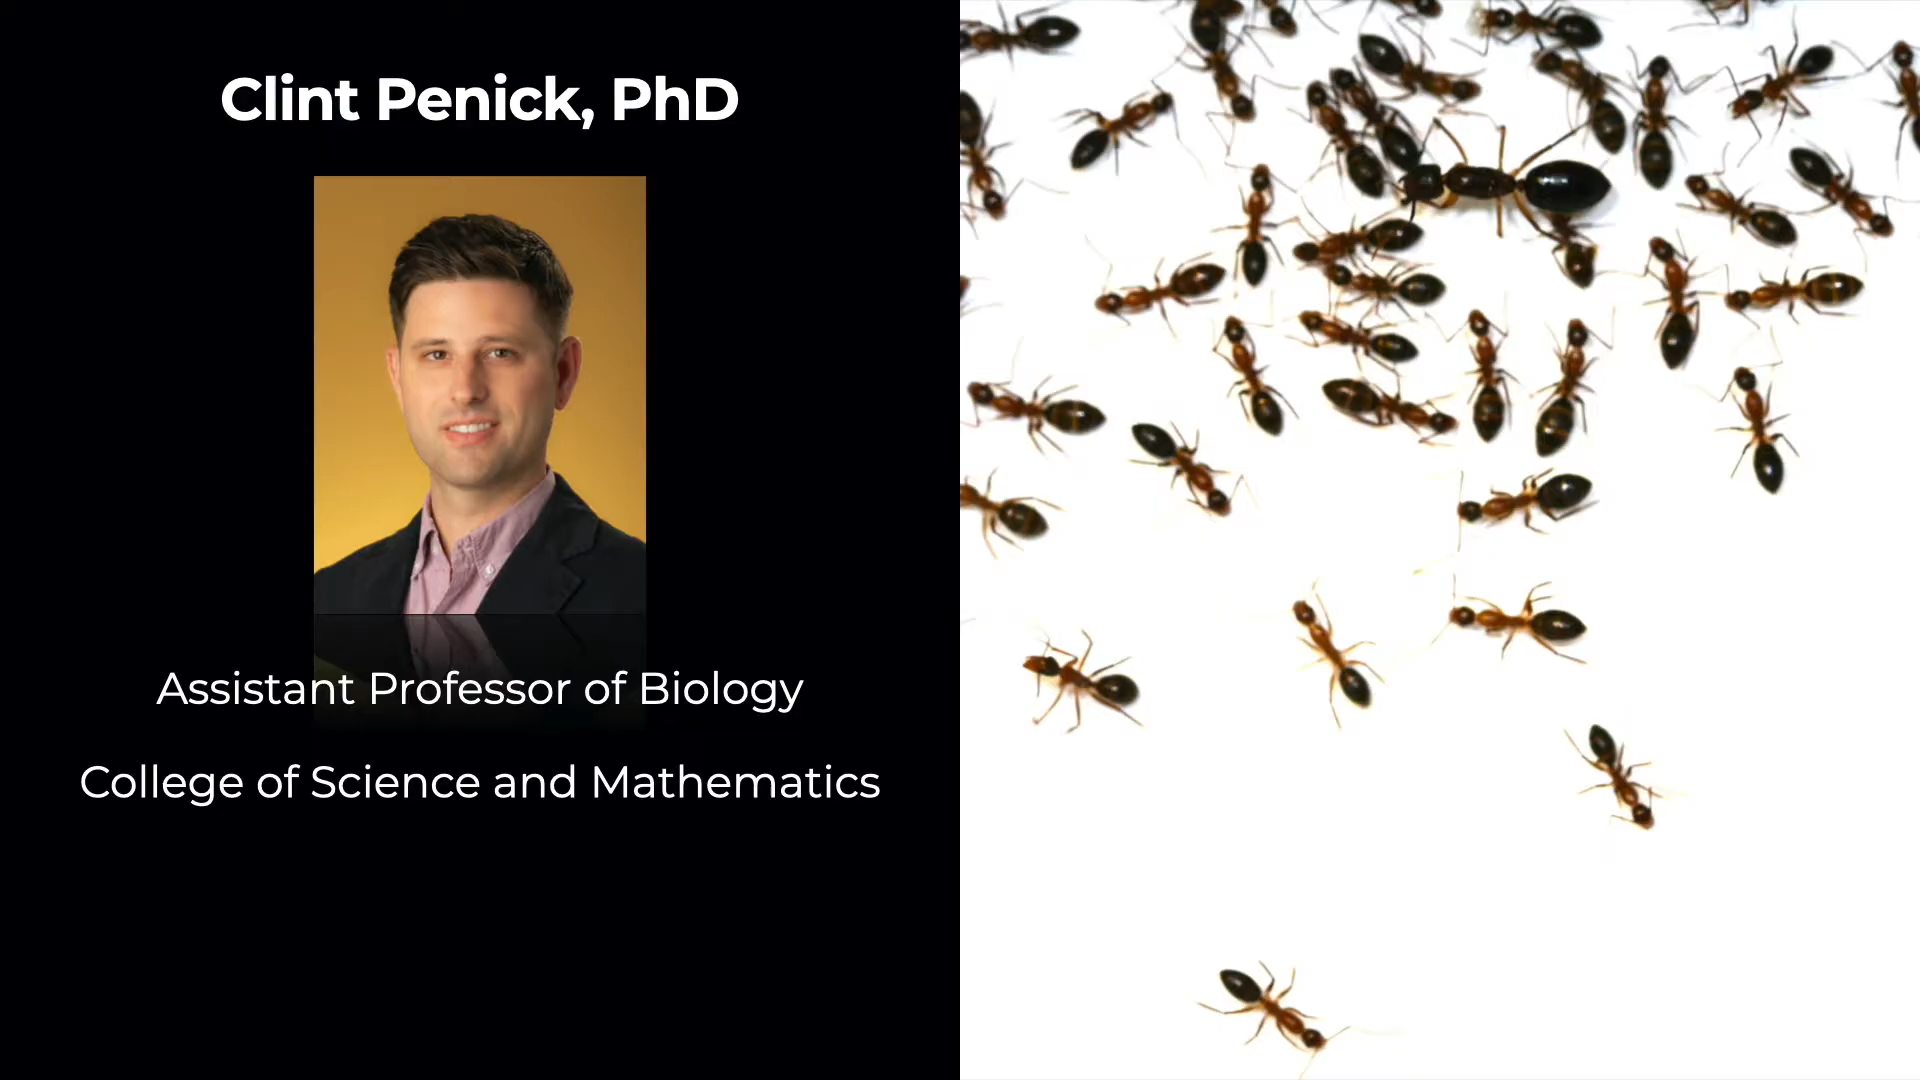 Clint Penick, PhD
Assistant Professor of Biology
College of Science and Mathematics